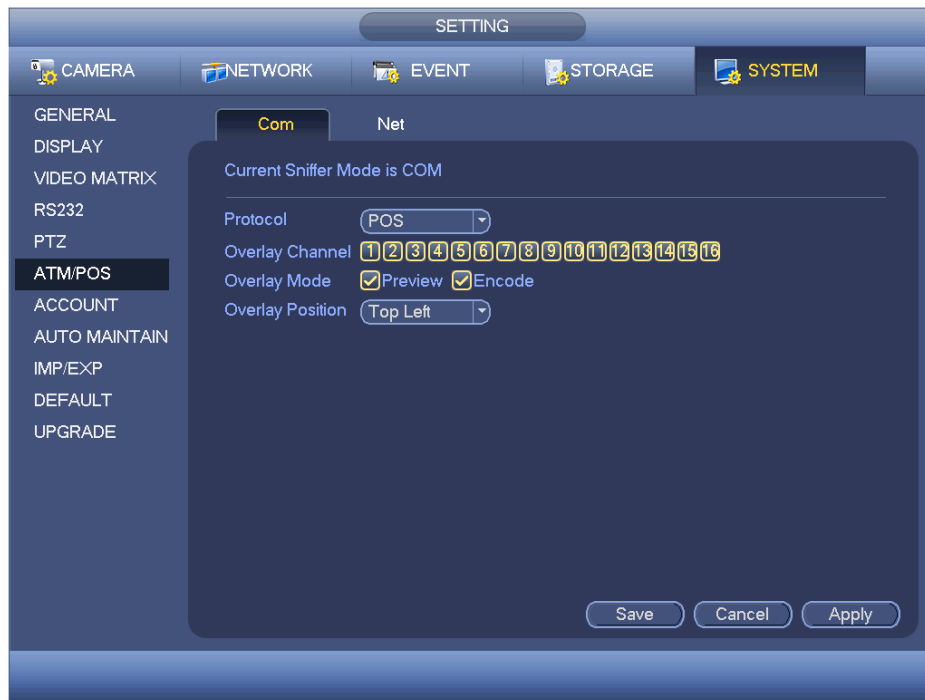 SETTING
CAMERA NETWORK EVENT STORAGE SYSTEM
GENERAL
DISPLAY
VIDEO MATRIX
RS232
PTZ
ATM/POS
ACCOUNT
AUTO MAINTAIN
IMP/EXP
DEFAULT
UPGRADE
Com Net
Current Sniffer Mode is COM
Protocol POS
Overlay Channel 1 2 3 4 5 6 7 8 9 10 11 12 13 14 15 16
Overlay Mode Preview Encode
Overlay Position Top Left
Save Cancel Apply